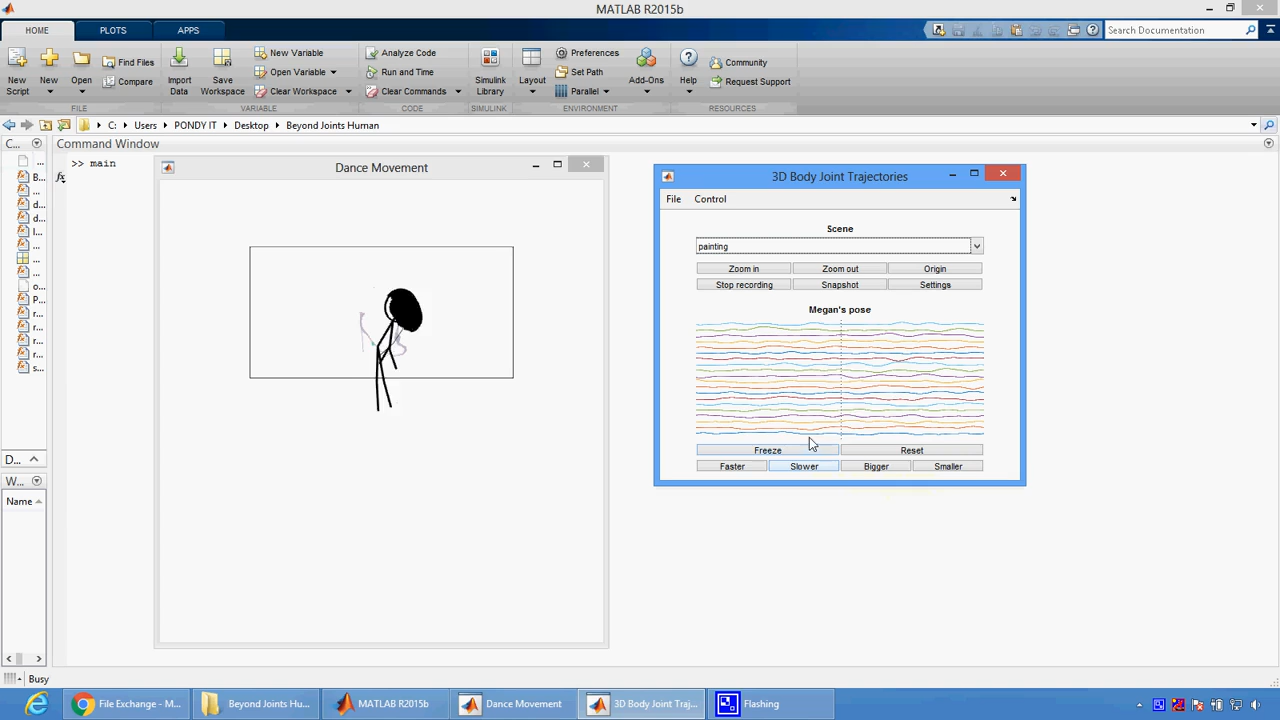 MATLAB R2015b
HOME PLOTS APPS
Search Documentation
New Script
New
Open
Find Files
Compare
Import Data
Save Workspace
New Variable
Open Variable
Clear Workspace
Analyze Code
Run and Time
Clear Commands
Simulink Library
Layout
Preferences
Set Path
Parallel
Add-Ons
Help
Community
Request Support
FILE VARIABLE CODE SIMULINK ENVIRONMENT RESOURCES
C: Users PONDY IT Desktop Beyond Joints Human
C... Command Window
>> main
fx
...
B...
...
d...
d...
l...
...
...
...
o...
P...
r...
r...
r...
r...
s...
D...
W...
Name
Dance Movement
3D Body Joint Trajectories
File Control
Scene
painting
Zoom in Zoom out Origin
Stop recording Snapshot Settings
Megan's pose
Freeze Reset
Faster Slower Bigger Smaller
Busy
File Exchange - M...
Beyond Joints Hu...
MATLAB R2015b
Dance Movement
3D Body Joint Traj...
Flashing